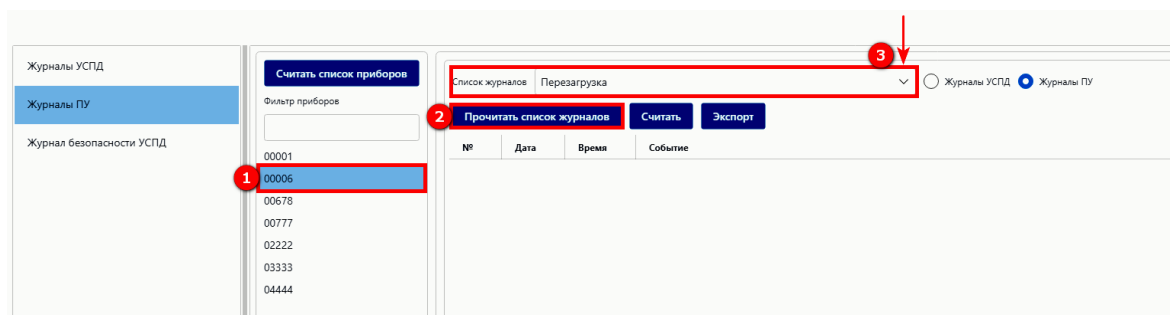 Журналы УСПД
Журналы ПУ
Журнал безопасности УСПД
Считать список приборов
Фильтр приборов
1
00001
00006
00678
00777
02222
03333
04444
3
Список журналов Перезагрузка Журналы УСПД Журналы ПУ
2 Прочитать список журналов Считать Экспорт
№ Дата Время Событие